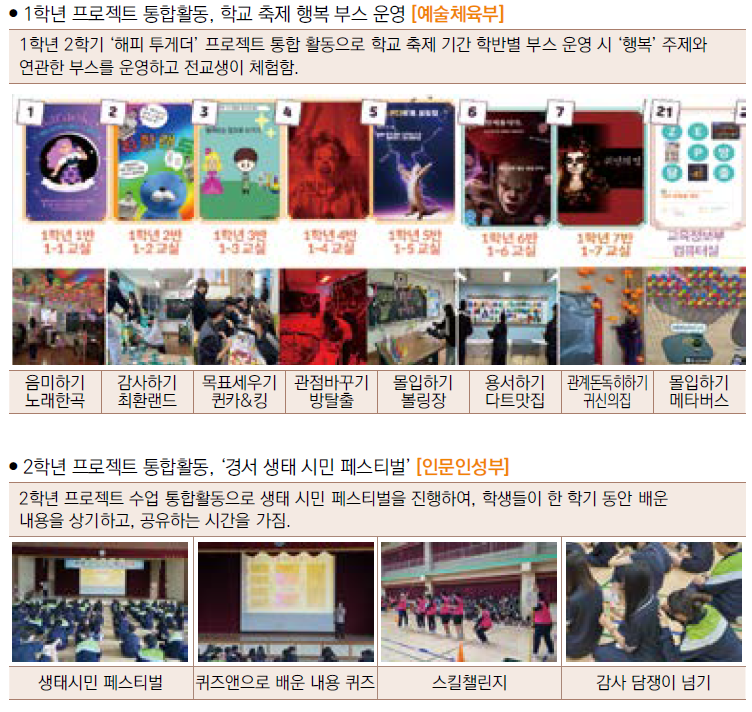 • 1학년 프로젝트 통합활동, 학교 축제 행복 부스 운영 [예술체육부]
1학년 2학기 ‘해피 투게더’ 프로젝트 통합 활동으로 학교 축제 기간 학반별 부스 운영 시 ‘행복’ 주제와
연관한 부스를 운영하고 전교생이 체험함.
1 2 3 4 5 6 7 21
1학년 1반 1학년 2반 1학년 3반 1학년 4반 1학년 5반 1학년 6반 1학년 7반 교육정보부
1-1 교실 1-2 교실 1-3 교실 1-4 교실 1-5 교실 1-6 교실 1-7 교실 컴퓨터실
음미하기 감사하기 목표세우기 관점바꾸기 몰입하기 용서하기 관계돈독히하기 몰입하기
노래한곡 최환랜드 퀸카&킹 방탈출 볼링장 다트맛집 귀신의집 메타버스
• 2학년 프로젝트 통합활동, ‘경서 생태 시민 페스티벌’ [인문인성부]
2학년 프로젝트 수업 통합활동으로 생태 시민 페스티벌을 진행하여, 학생들이 한 학기 동안 배운
내용을 상기하고, 공유하는 시간을 가짐.
생태시민 페스티벌 퀴즈앤으로 배운 내용 퀴즈 스킬챌린지 감사 담쟁이 넘기